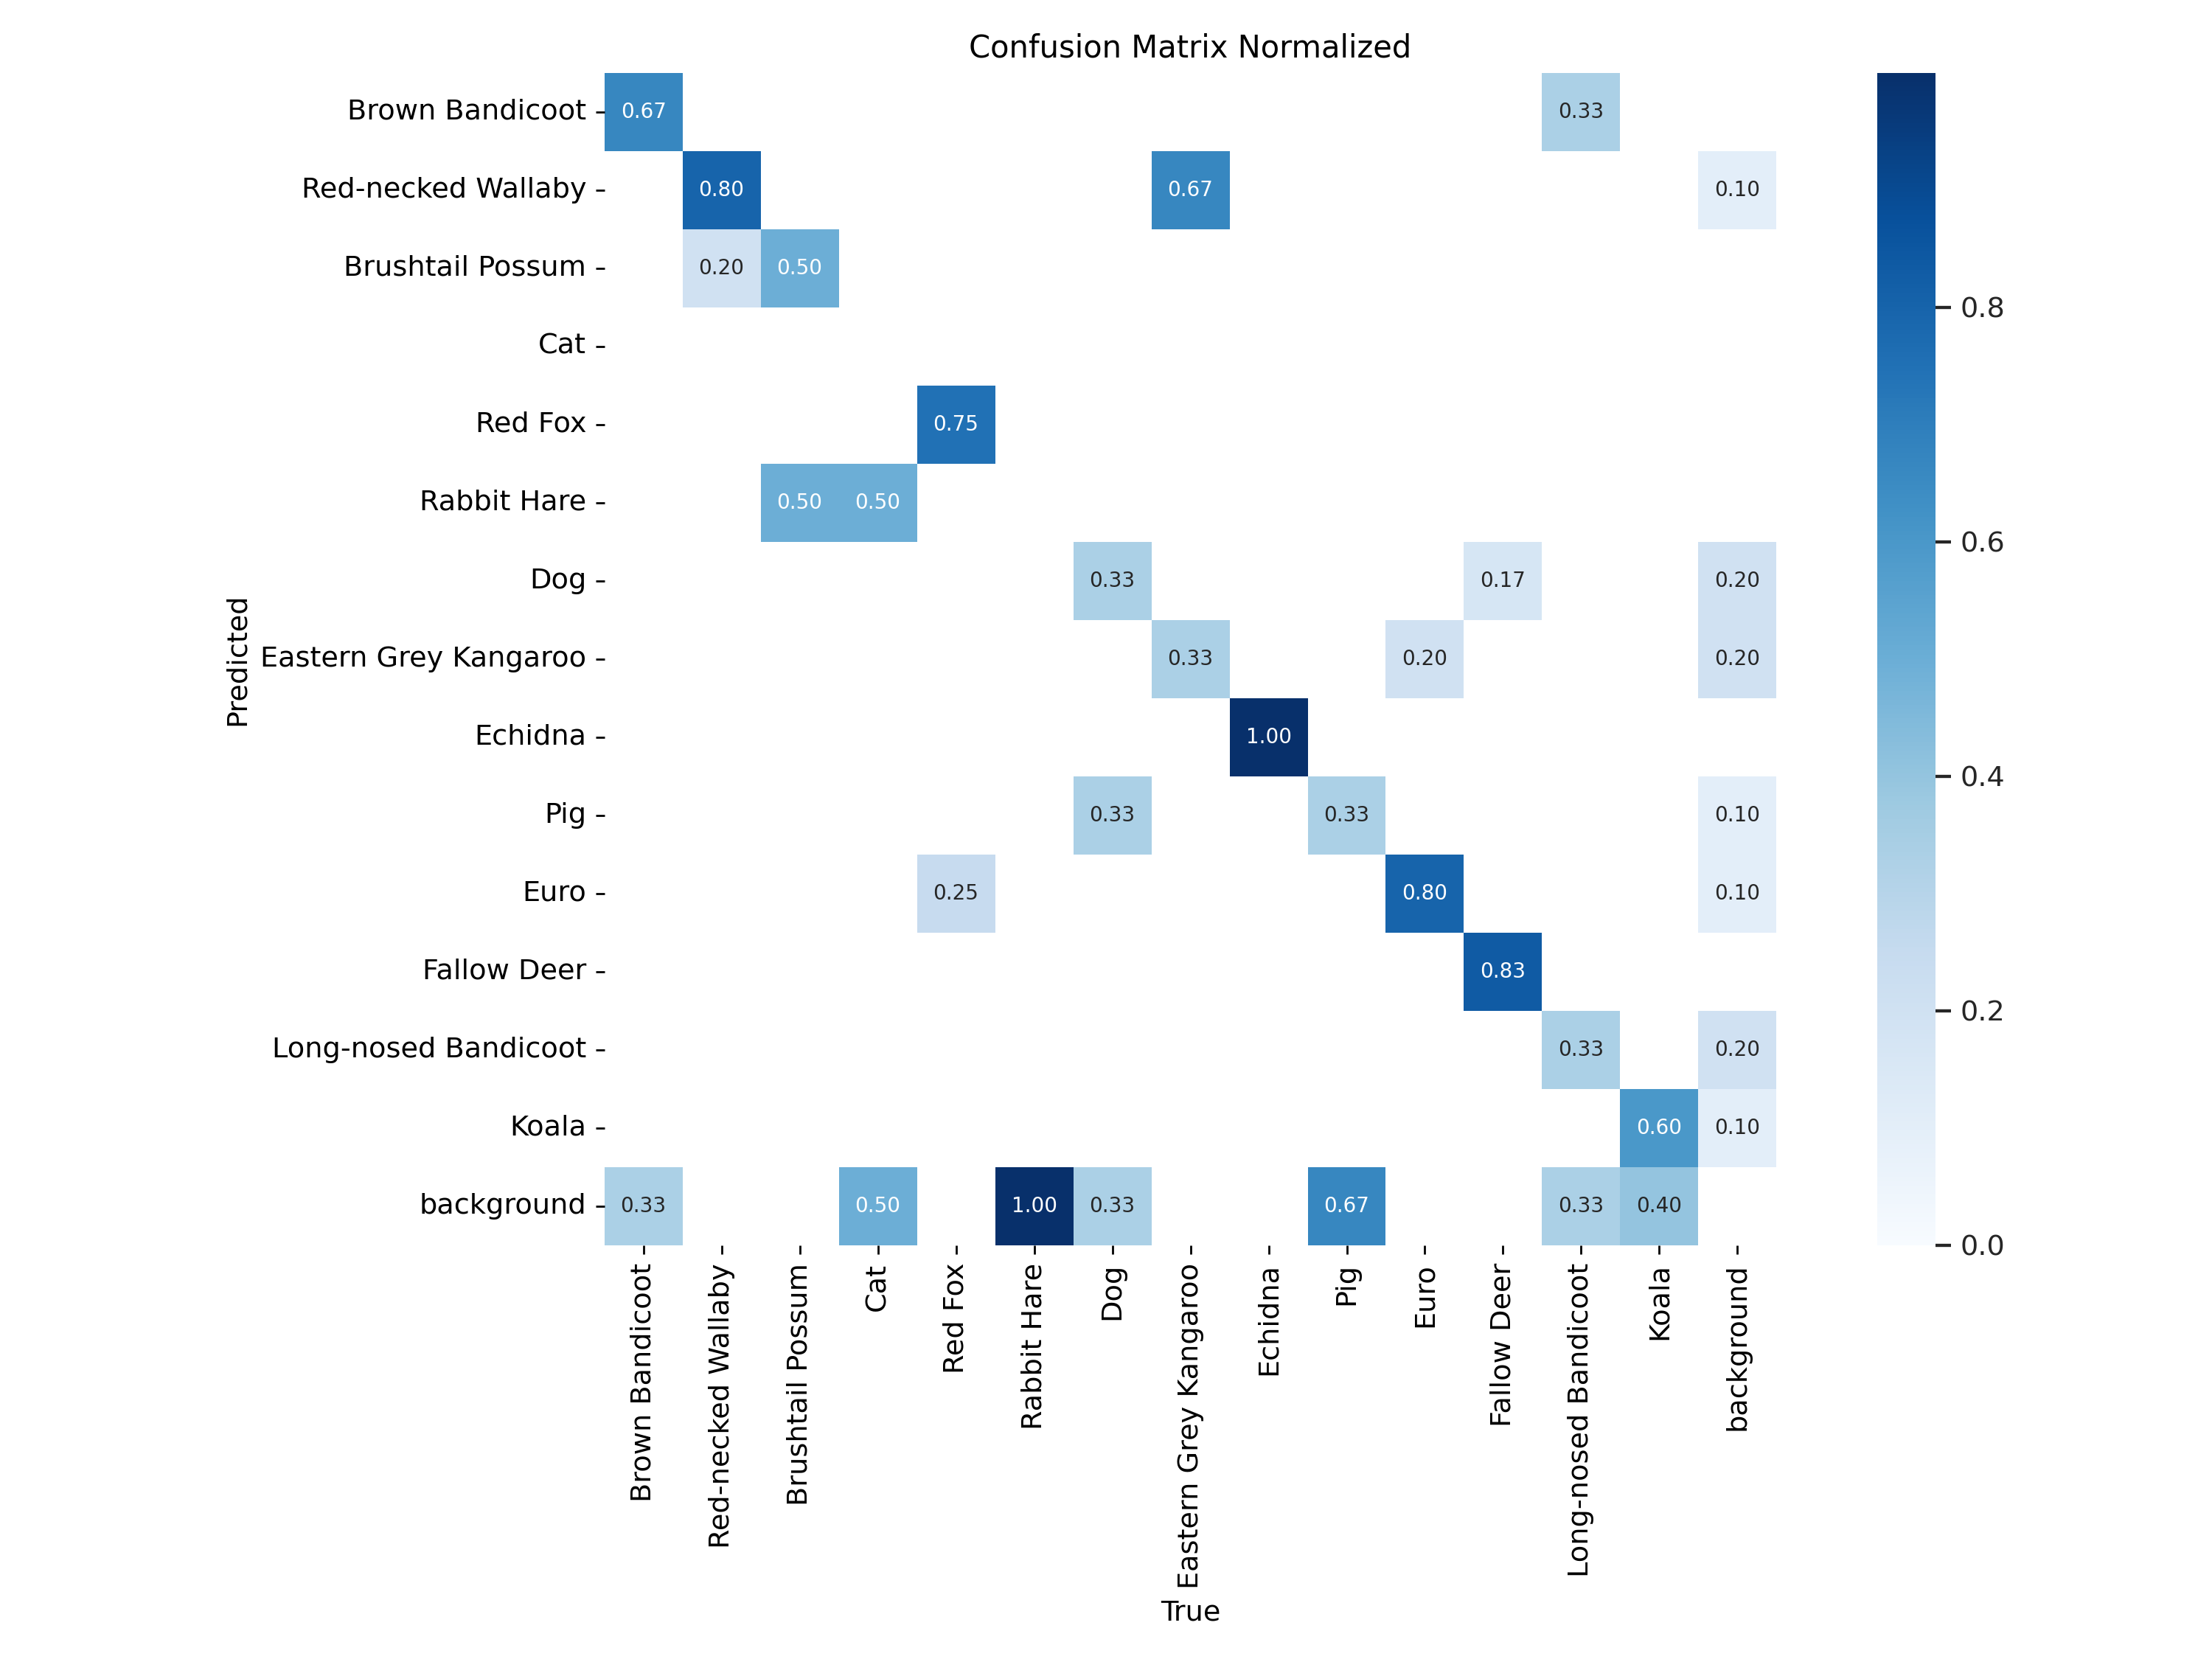 Confusion Matrix Normalized
Brown Bandicoot 0.67 0.33
Red-necked Wallaby 0.80 0.67 0.10
Brushtail Possum 0.20 0.50
Cat
Red Fox 0.75
Rabbit Hare 0.50 0.50
Dog 0.33 0.17 0.20
Eastern Grey Kangaroo 0.33 0.20 0.20
Echidna 1.00
Pig 0.33 0.33 0.10
Euro 0.25 0.80 0.10
Fallow Deer 0.83
Long-nosed Bandicoot 0.33 0.20
Koala 0.60 0.10
background 0.33 0.50 1.00 0.33 0.67 0.33 0.40
Predicted
Brown Bandicoot
Red-necked Wallaby
Brushtail Possum
Cat
Red Fox
Rabbit Hare
Dog
Eastern Grey Kangaroo
Echidna
Pig
Euro
Fallow Deer
Long-nosed Bandicoot
Koala
background
True
0.8
0.6
0.4
0.2
0.0